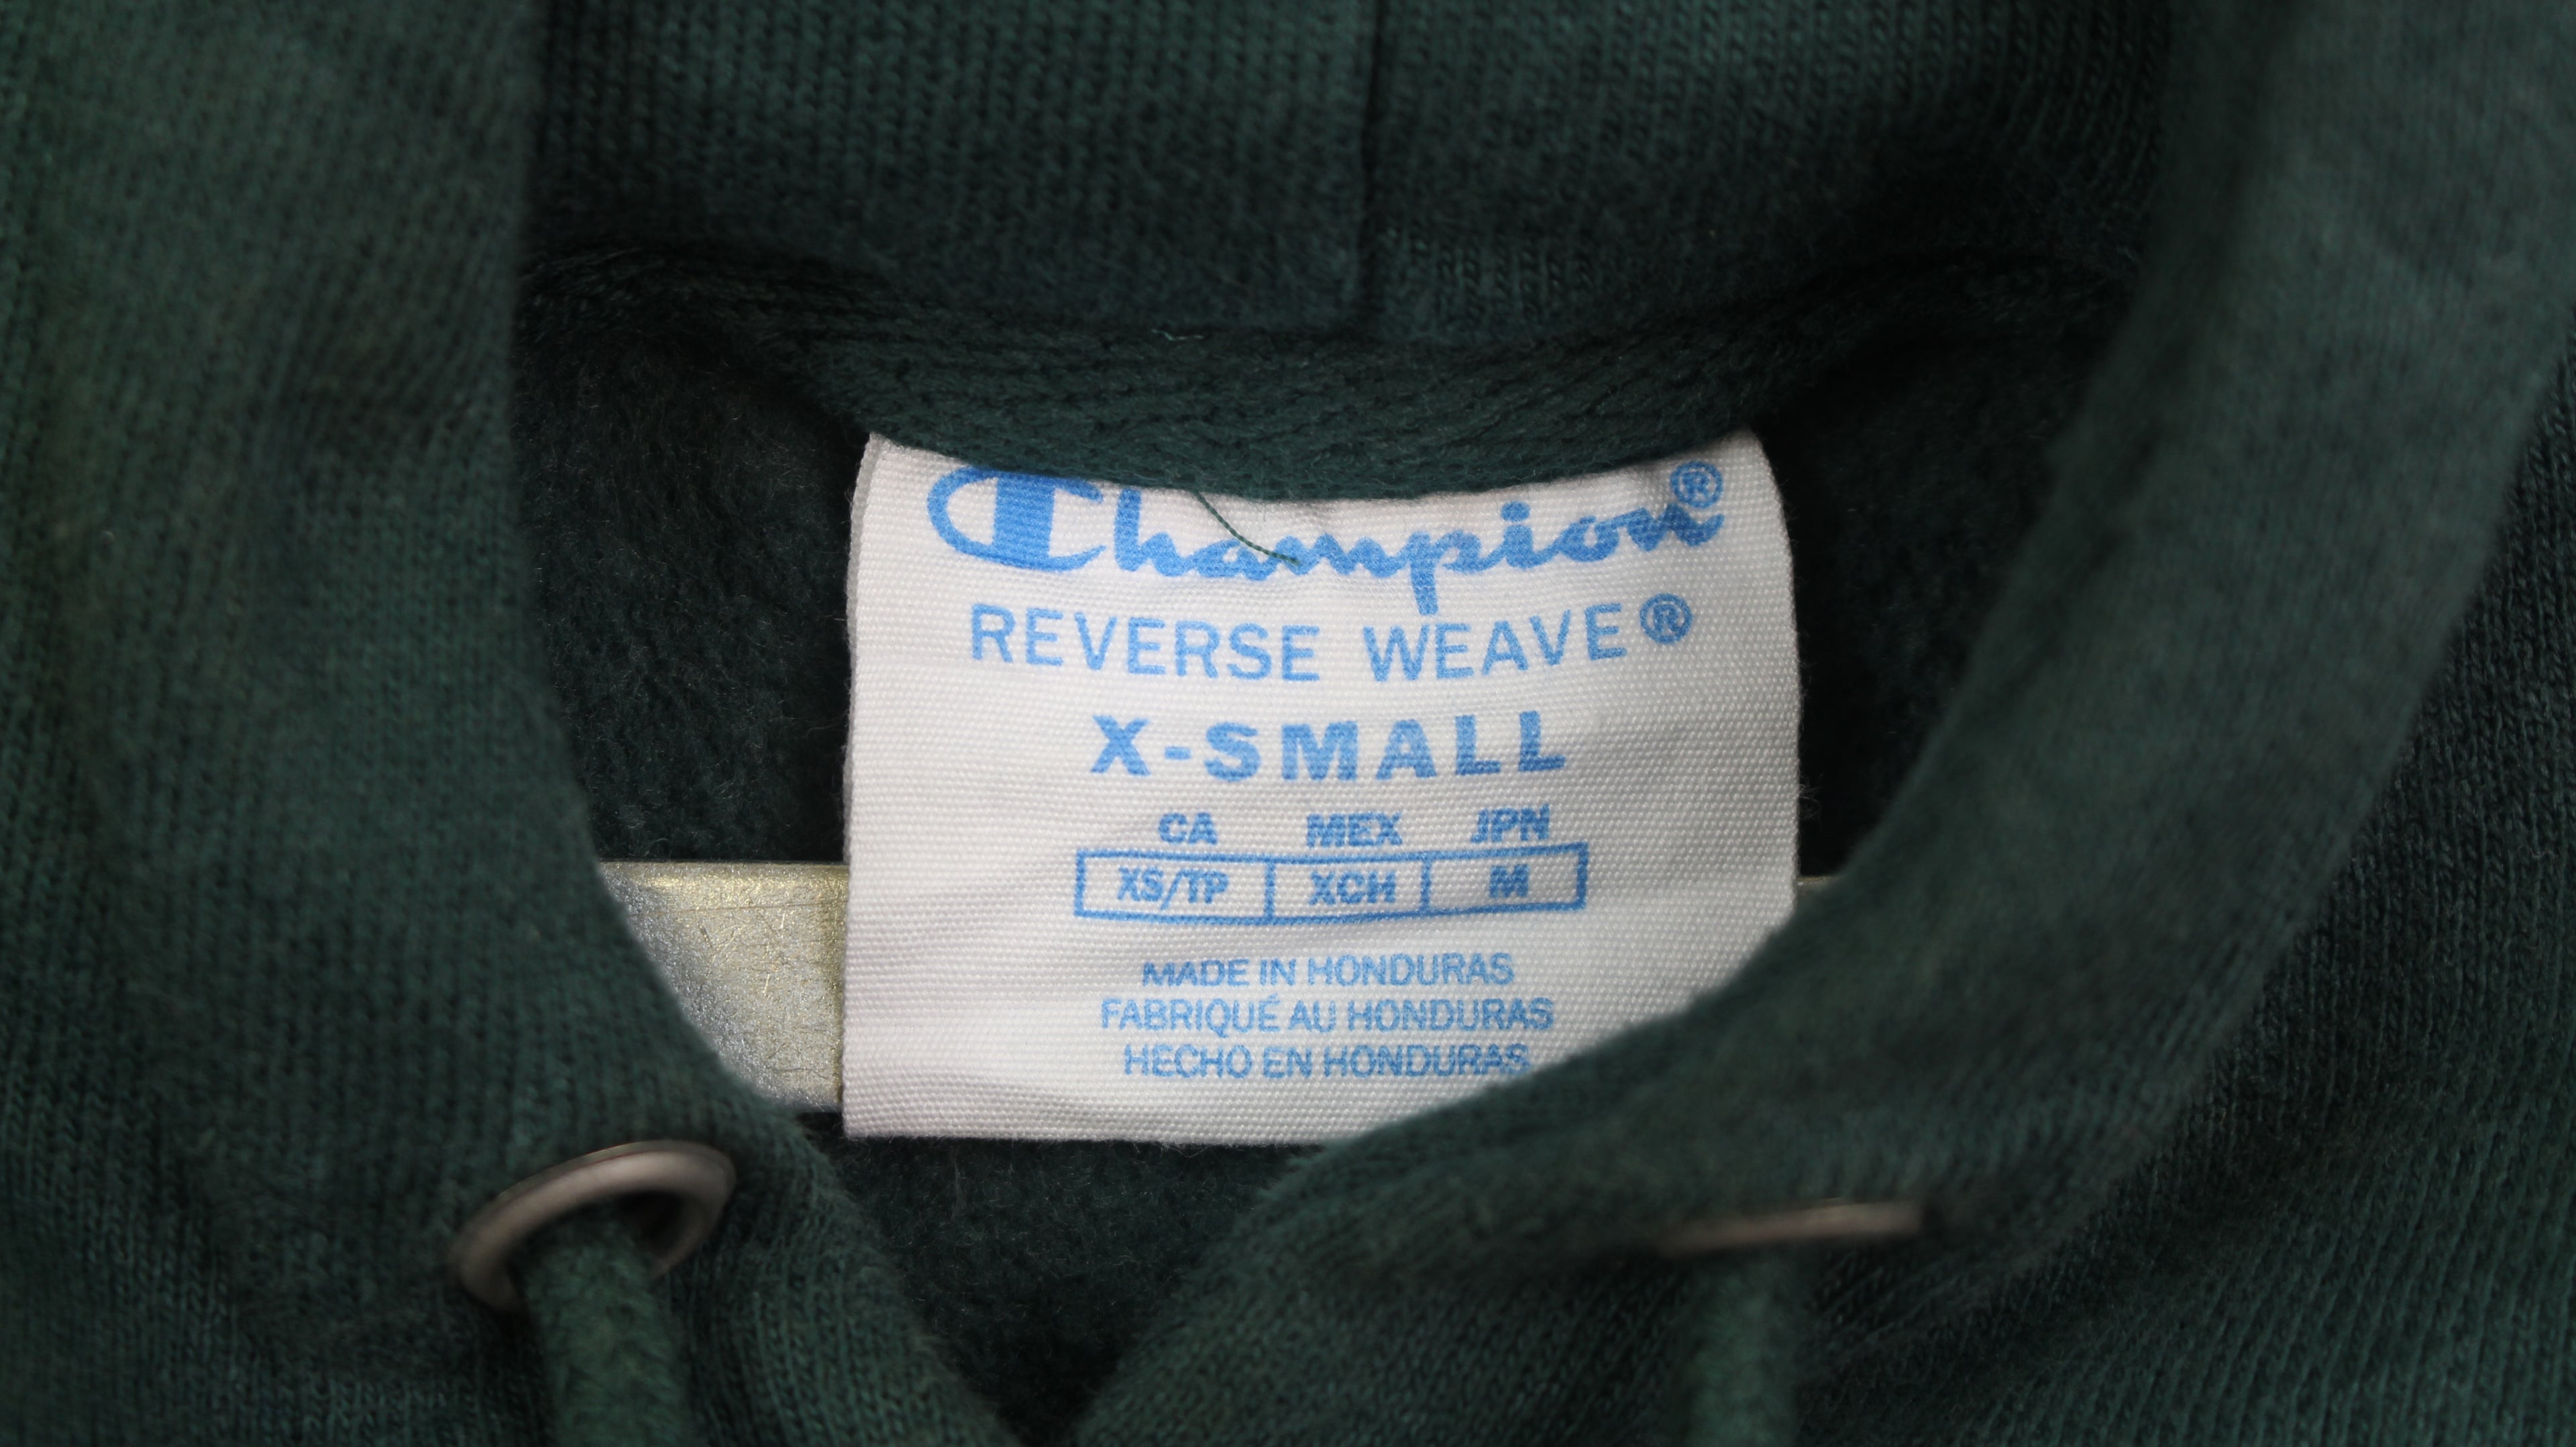 Champion®
REVERSE WEAVE®
X-SMALL
CA MEX JPN
XS/TP XCH M
MADE IN HONDURAS
FABRIQUÉ AU HONDURAS
HECHO EN HONDURAS